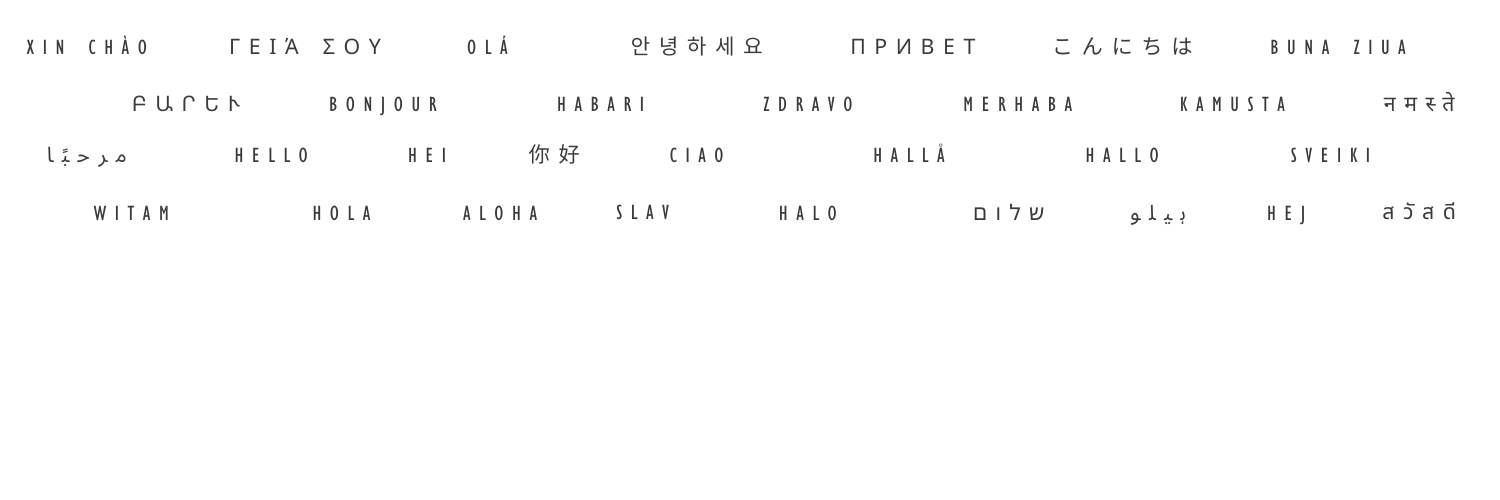 XIN CHÀO ΓΕΙΆ ΣΟΥ OLÁ 안녕하세요 ПРИВЕТ こんにちは BUNA ZIUA
ԲԱՐԵՒ BONJOUR HABARI ZDRAVO MERHABA KAMUSTA नमस्ते
مرحبًا HELLO HEI 你好 CIAO HALLÅ HALLO SVEIKI
WITAM HOLA ALOHA SLAV HALO שלום ہیلو HEJ สวัสดี